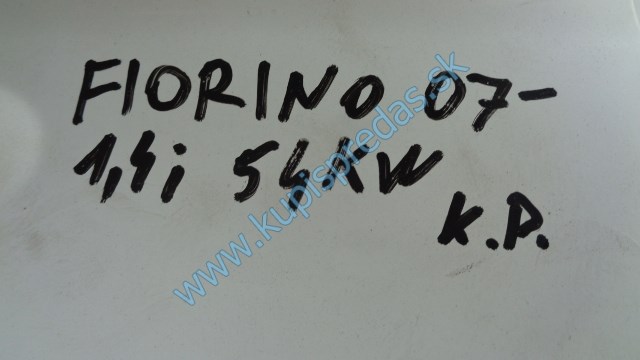 FIORINO 07-
1,4i 54KW
K.P.
www.kupispredas.sk